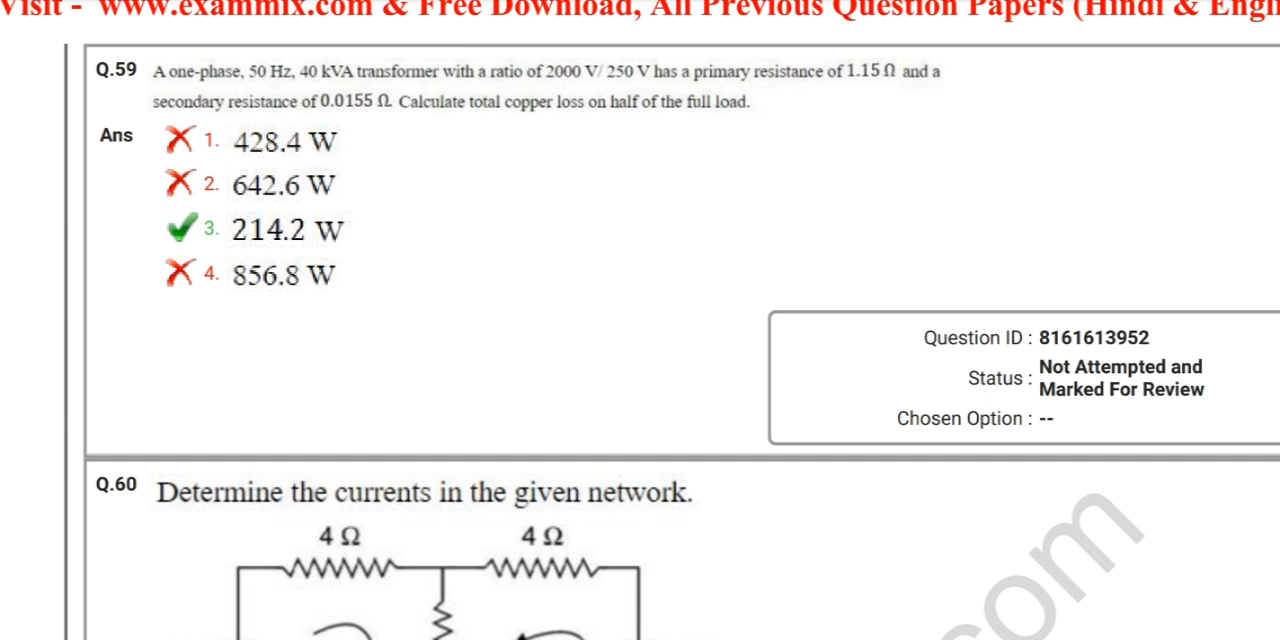 Visit - www.exammix.com & Free Download, All Previous Question Papers (Hindi & Engl
Q.59 A one-phase, 50 Hz, 40 kVA transformer with a ratio of 2000 V/ 250 V has a primary resistance of 1.15 Ω and a
secondary resistance of 0.0155 Ω. Calculate total copper loss on half of the full load.
Ans 1. 428.4 W
2. 642.6 W
3. 214.2 W
4. 856.8 W
Question ID : 8161613952
Status : Not Attempted and
Marked For Review
Chosen Option : --
Q.60 Determine the currents in the given network.
4 Ω 4 Ω
com